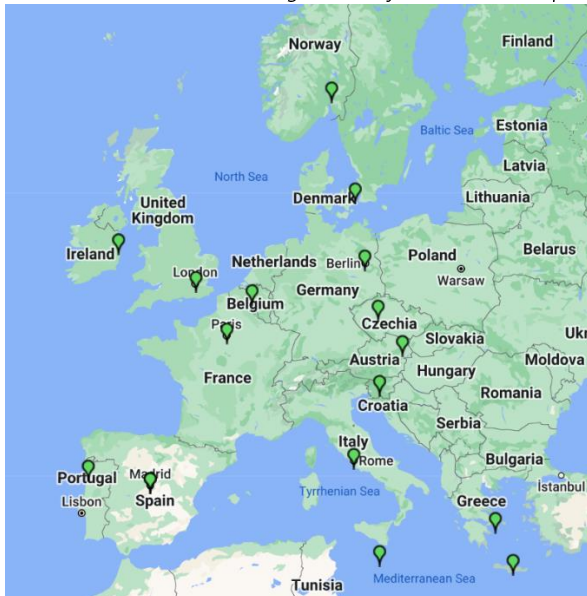 Norway
Finland
Estonia
Baltic Sea
Latvia
North Sea
Denmark
Lithuania
United
Kingdom
Ireland
Belarus
Netherlands
Berlin
Poland
London
Warsaw
Germany
Belgium
Paris
Czechia
Slovakia
Ukr
Austria
Moldova
Hungary
France
Romania
Croatia
Serbia
Italy
Rome
Bulgaria
Madrid
Portugal
İstanbul
Tyrrhenian Sea
Spain
Greece
Lisbon
Mediterranean Sea
Tunisia